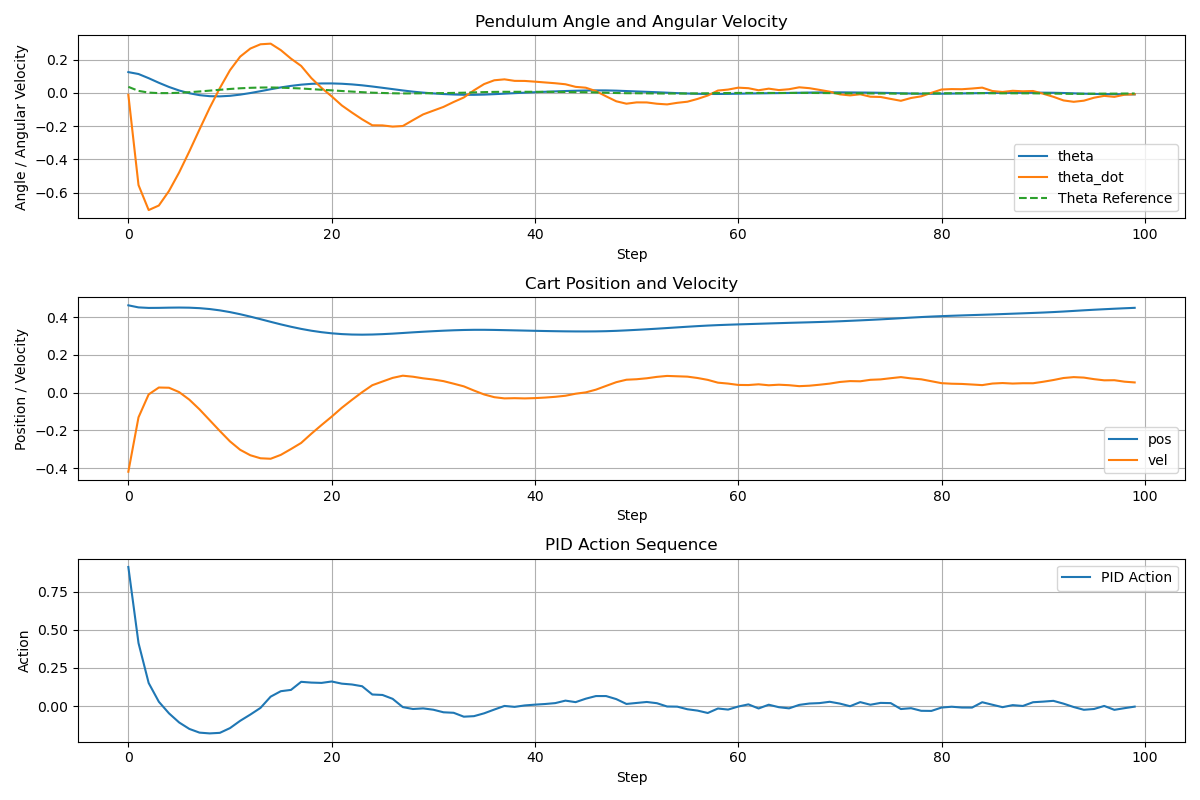 Pendulum Angle and Angular Velocity
Angle / Angular Velocity
0.2
0.0
−0.2
−0.4
−0.6
theta
theta_dot
Theta Reference
0 20 40 60 80 100
Step
Cart Position and Velocity
Position / Velocity
0.4
0.2
0.0
−0.2
−0.4
pos
vel
0 20 40 60 80 100
Step
PID Action Sequence
Action
0.75
0.50
0.25
0.00
PID Action
0 20 40 60 80 100
Step